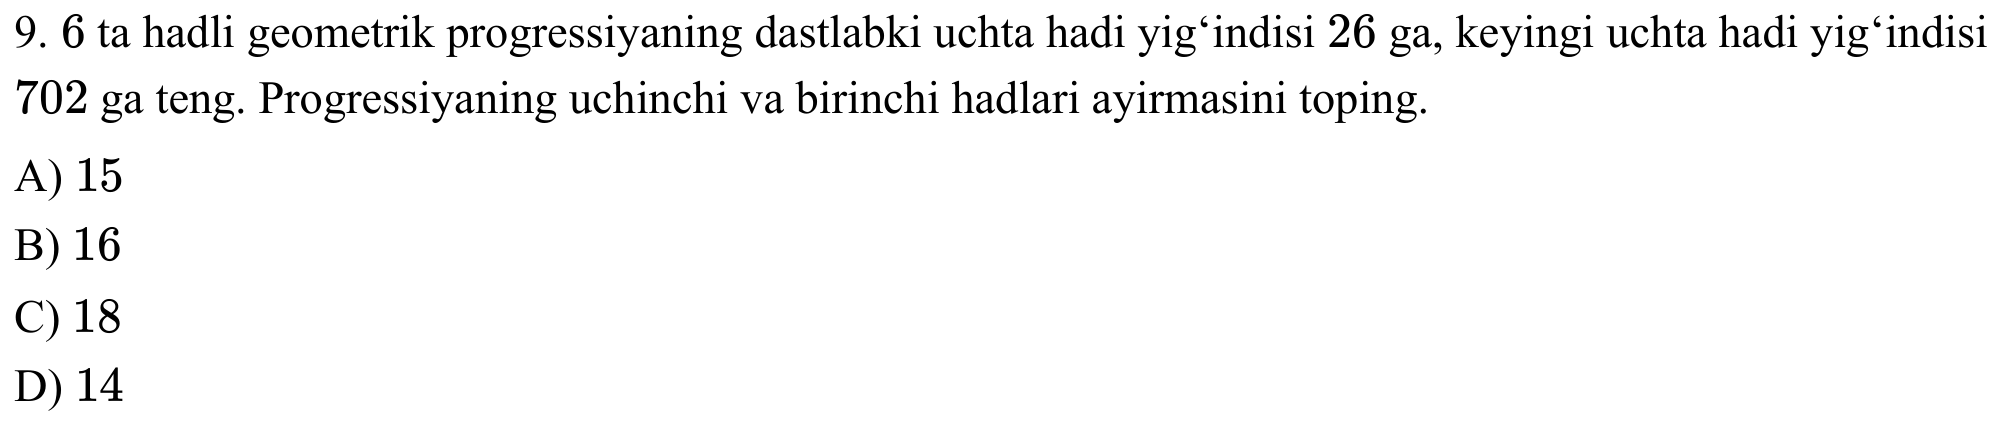 9. 6 ta hadli geometrik progressiyaning dastlabki uchta hadi yig‘indisi 26 ga, keyingi uchta hadi yig‘indisi
702 ga teng. Progressiyaning uchinchi va birinchi hadlari ayirmasini toping.
A) 15
B) 16
C) 18
D) 14